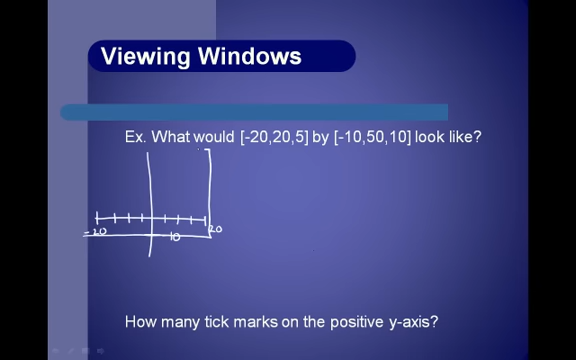 Viewing Windows
Ex. What would [-20,20,5] by [-10,50,10] look like?
-20 10 20
How many tick marks on the positive y-axis?